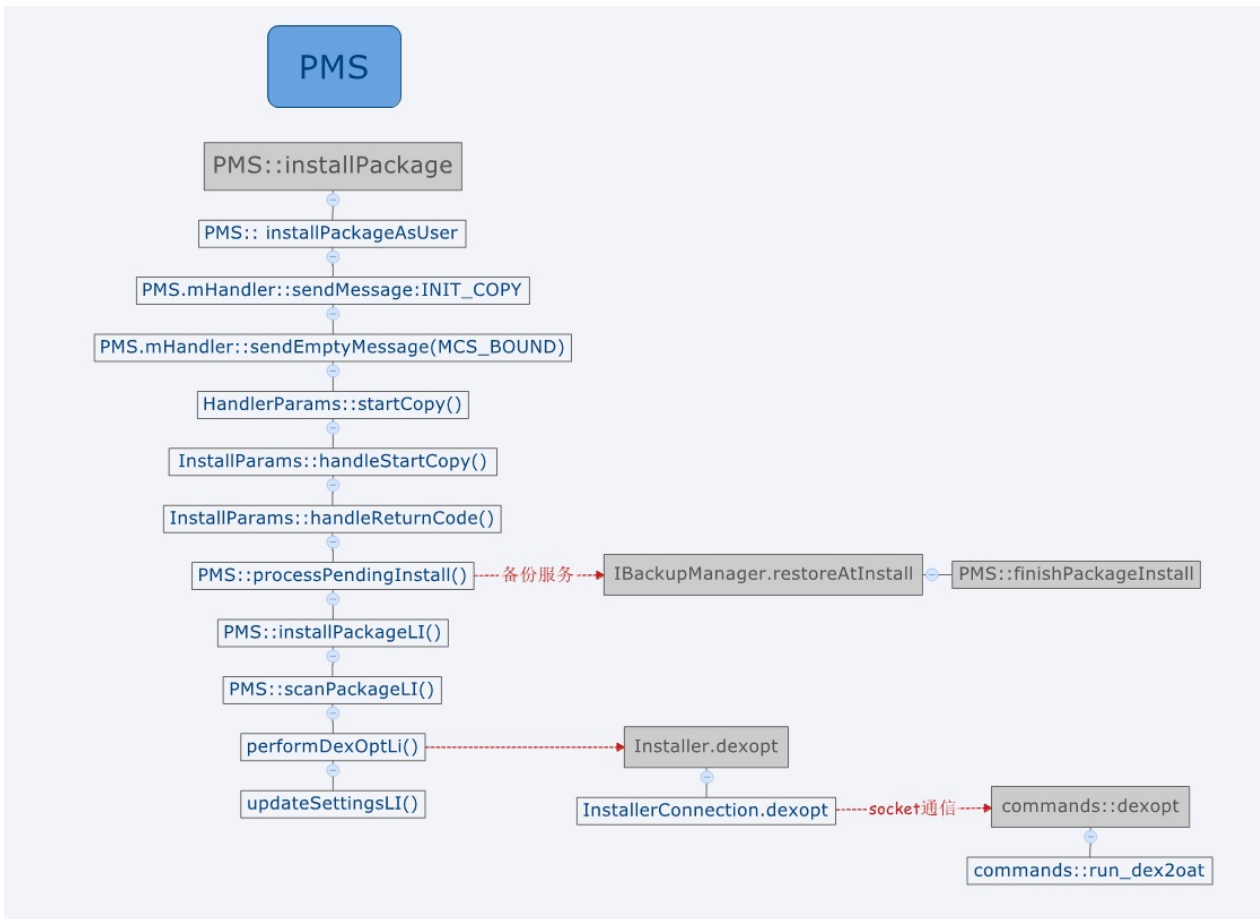 PMS
PMS::installPackage
PMS:: installPackageAsUser
PMS.mHandler::sendMessage:INIT_COPY
PMS.mHandler::sendEmptyMessage(MCS_BOUND)
HandlerParams::startCopy()
InstallParams::handleStartCopy()
InstallParams::handleReturnCode()
PMS::processPendingInstall() 备份服务 IBackupManager.restoreAtInstall PMS::finishPackageInstall
PMS::installPackageLI()
PMS::scanPackageLI()
performDexOptLi() Installer.dexopt
updateSettingsLI() InstallerConnection.dexopt socket通信 commands::dexopt
commands::run_dex2oat